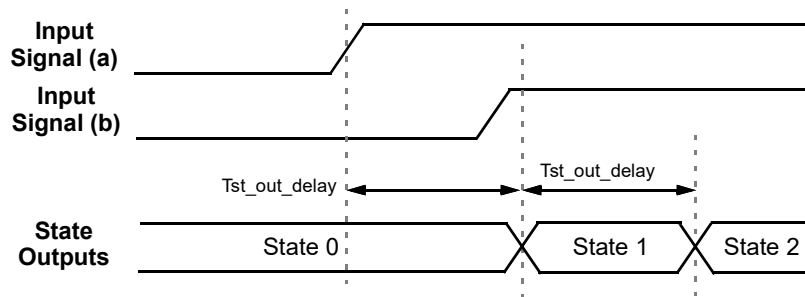 Input
Signal (a)
Input
Signal (b)
Tst_out_delay
Tst_out_delay
State
Outputs
State 0
State 1
State 2